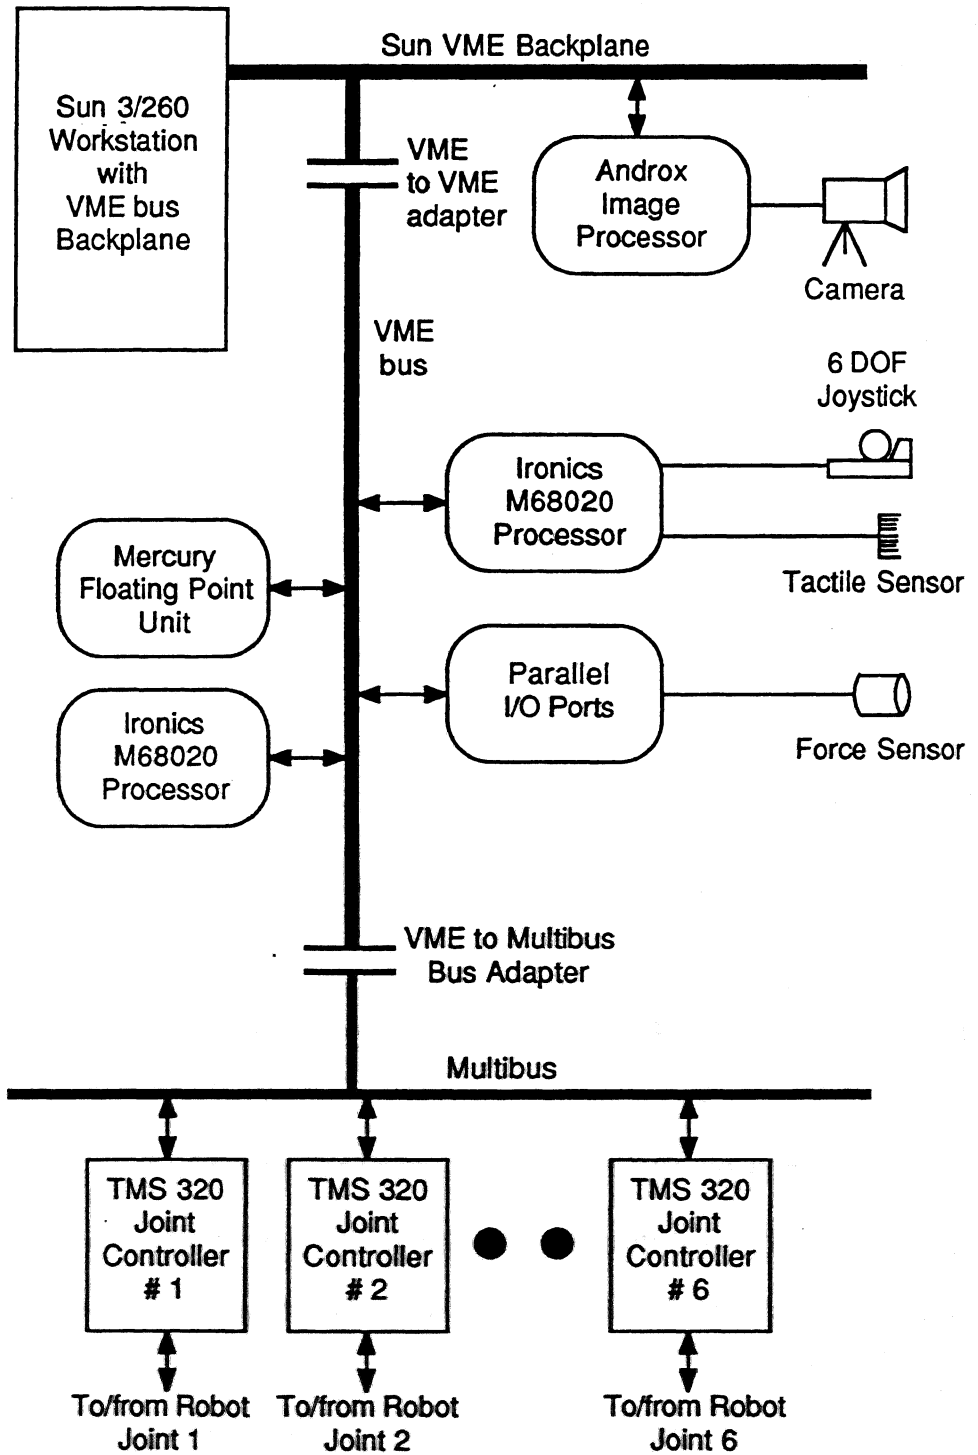 Sun VME Backplane
Sun 3/260
Workstation
with
VME bus
Backplane
VME
to VME
adapter
Androx
Image
Processor
Camera
VME
bus
6 DOF
Joystick
Ironics
M68020
Processor
Tactile Sensor
Mercury
Floating Point
Unit
Parallel
I/O Ports
Force Sensor
Ironics
M68020
Processor
VME to Multibus
Bus Adapter
Multibus
TMS 320
Joint
Controller
# 1
TMS 320
Joint
Controller
# 2
TMS 320
Joint
Controller
# 6
To/from Robot
Joint 1
To/from Robot
Joint 2
To/from Robot
Joint 6